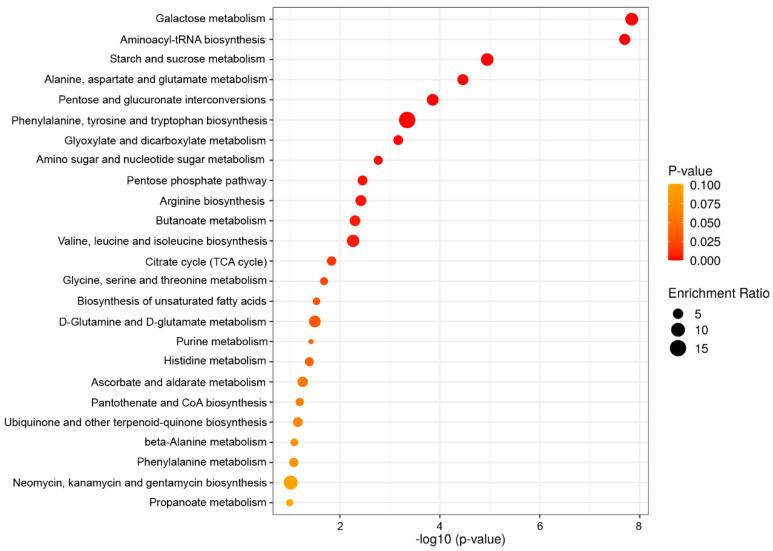 Galactose metabolism
Aminoacyl-tRNA biosynthesis
Starch and sucrose metabolism
Alanine, aspartate and glutamate metabolism
Pentose and glucuronate interconversions
Phenylalanine, tyrosine and tryptophan biosynthesis
Glyoxylate and dicarboxylate metabolism
Amino sugar and nucleotide sugar metabolism
Pentose phosphate pathway
Arginine biosynthesis
Butanoate metabolism
Valine, leucine and isoleucine biosynthesis
Citrate cycle (TCA cycle)
Glycine, serine and threonine metabolism
Biosynthesis of unsaturated fatty acids
D-Glutamine and D-glutamate metabolism
Purine metabolism
Histidine metabolism
Ascorbate and aldarate metabolism
Pantothenate and CoA biosynthesis
Ubiquinone and other terpenoid-quinone biosynthesis
beta-Alanine metabolism
Phenylalanine metabolism
Neomycin, kanamycin and gentamycin biosynthesis
Propanoate metabolism
2 4 6 8
-log10 (p-value)
P-value
0.100
0.075
0.050
0.025
0.000
Enrichment Ratio
5
10
15